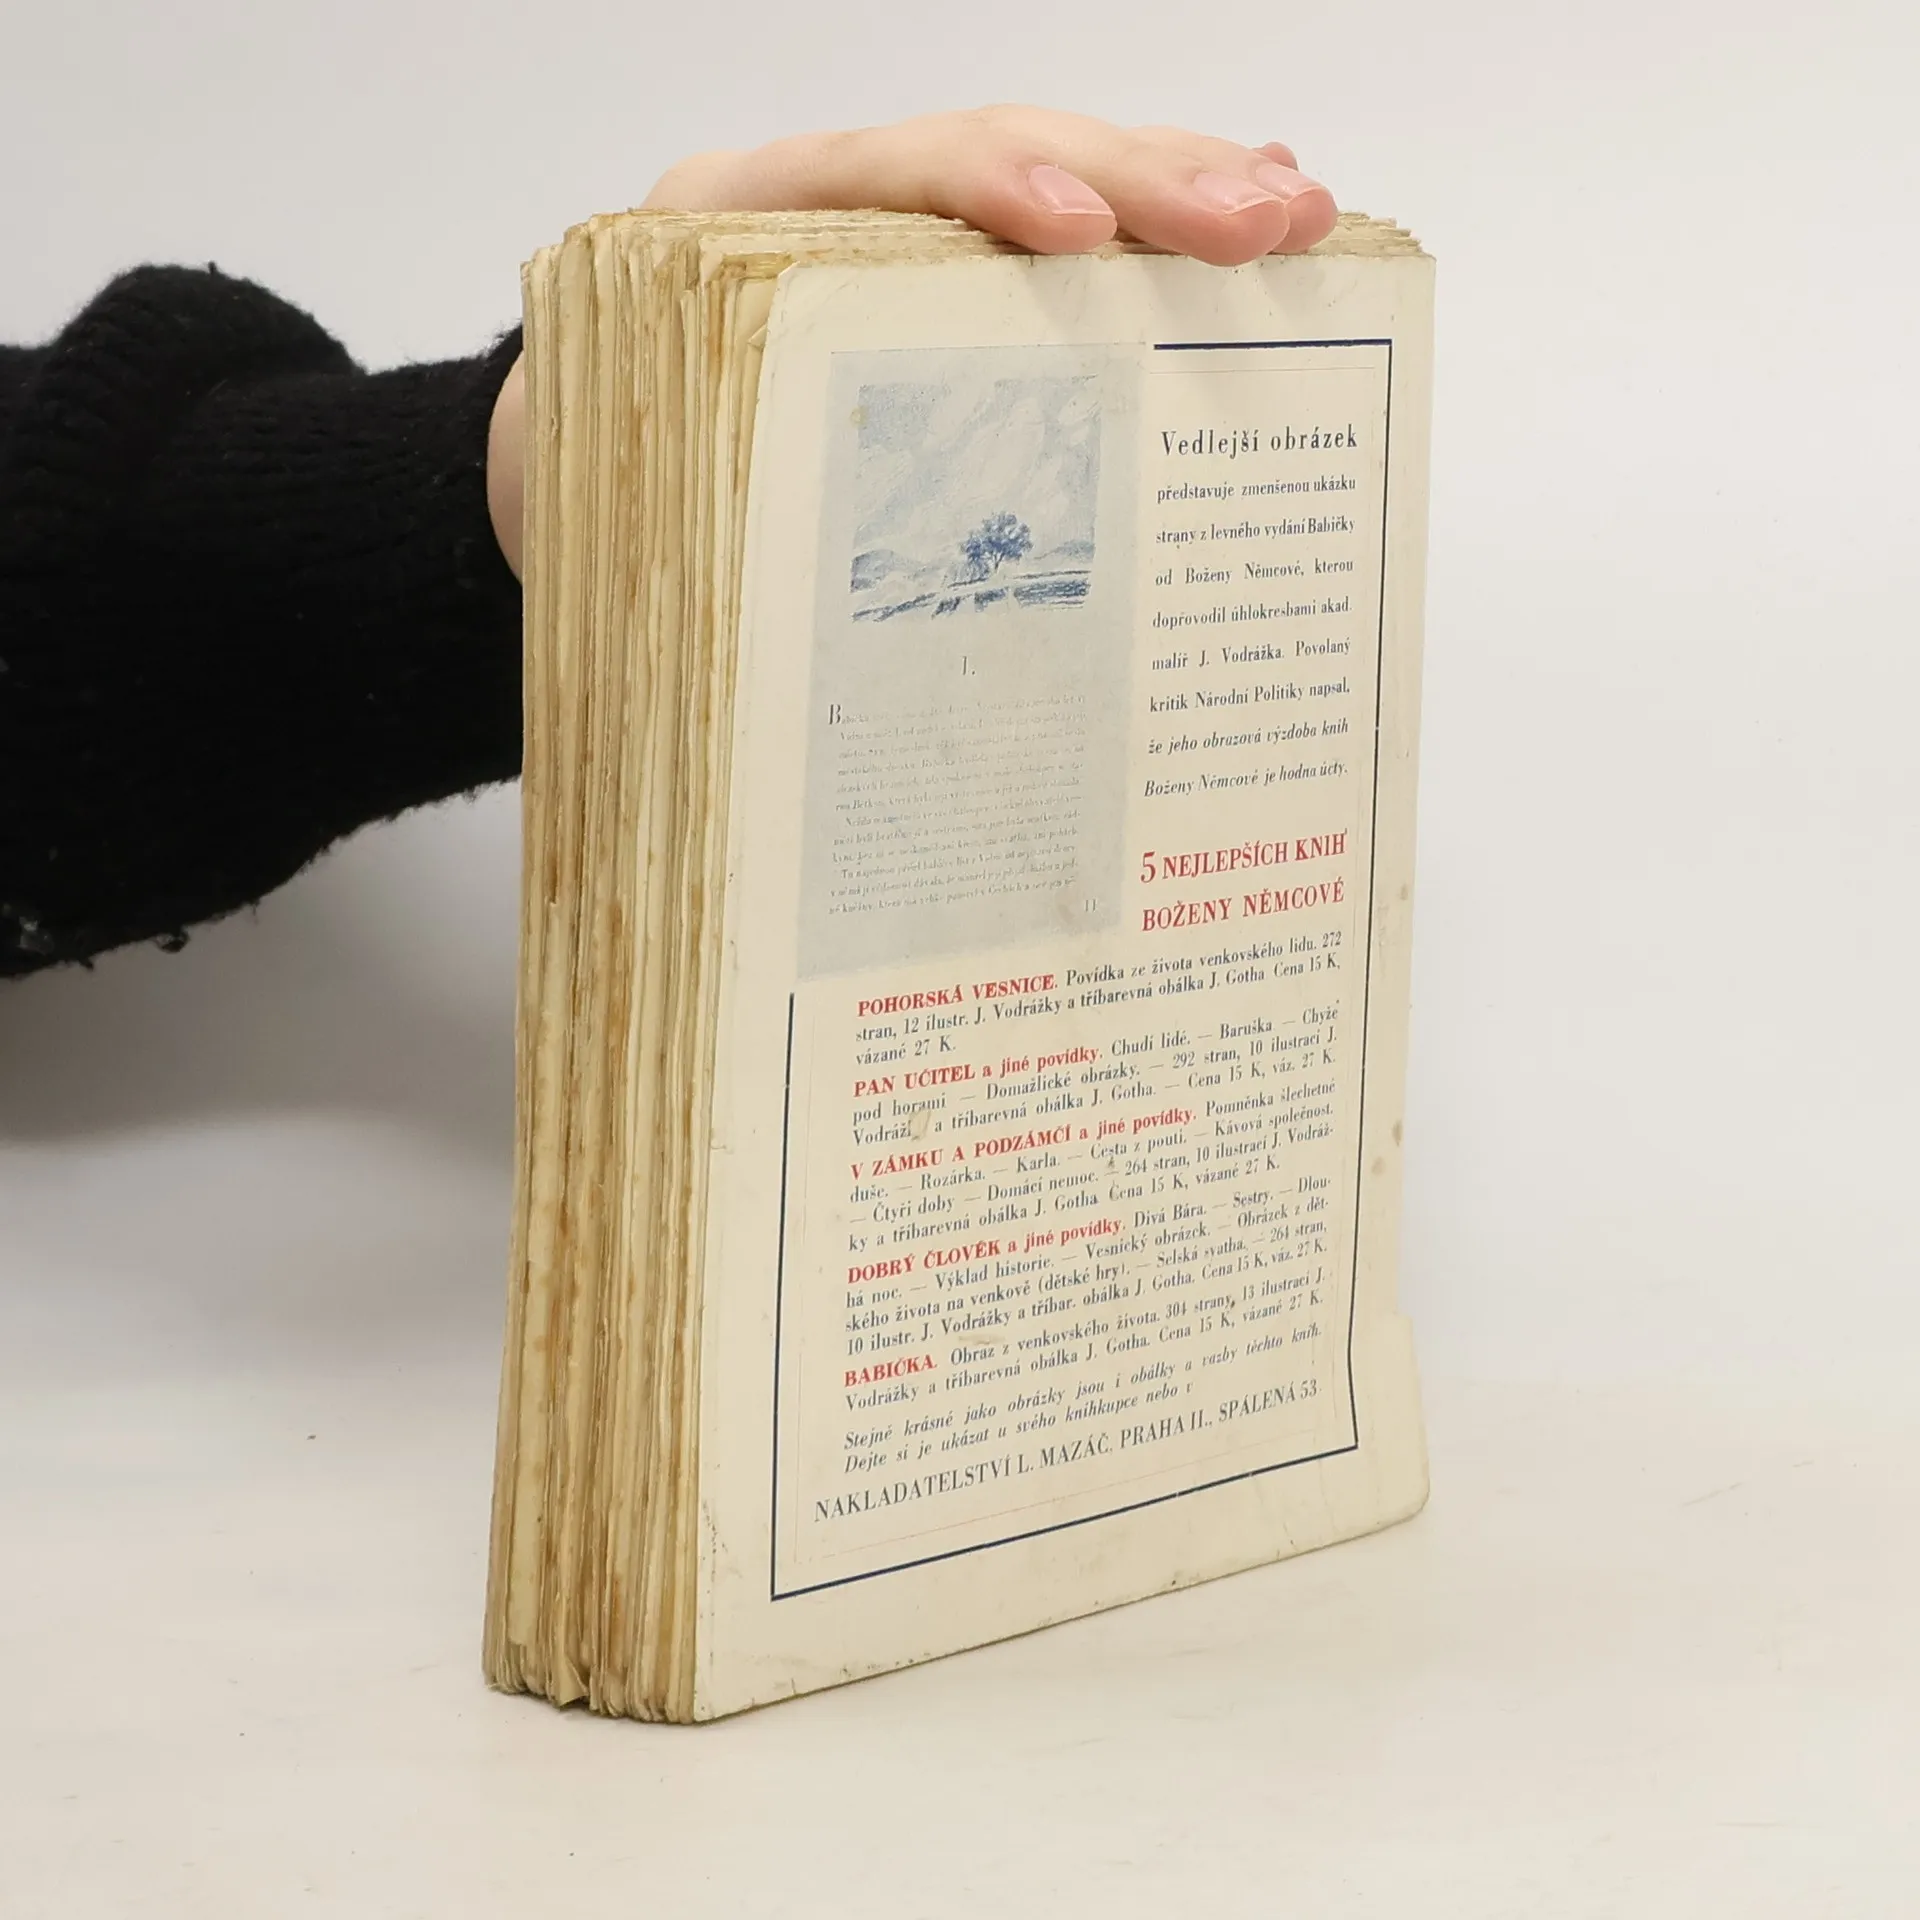 Vedlejší obrázek
představuje zmenšenou ukázku
strany z levného vydání Babičky
od Boženy Němcové, kterou
dopřovodil úhlokresbami akad.
malíř J. Vodrážka. Povolaný
kritik Národní Politiky napsal,
že jeho obrazová výzdoba knih
Boženy Němcové je hodna úcty.
1.
11
5 NEJLEPŠÍCH KNIH
BOŽENY NĚMCOVÉ
POHORSKÁ VESNICE. Povídka ze života venkovského lidu. 272
stran, 12 ilustr. J. Vodrážky a tříbarevná obálka J. Gotha. Cena 15 K,
vázané 27 K.
PAN UČITEL a jiné povídky. Chudí lidé. — Baruška. — Chyže
pod horami — Domažlické obrázky. — 292 stran, 10 ilustrací J.
Vodráž a tříbarevná obálka J. Gotha. — Cena 15 K, váz. 27 K.
V ZÁMKU A PODZÁMČÍ a jiné povídky. Pomněnka šlechetné
duše. — Rozárka. — Karla. — Cesta z pouti. — Kávová společnost.
— Čtyři doby — Domácí nemoc. — 264 stran, 10 ilustrací J. Vodráž-
ky a tříbarevná obálka J. Gotha. Cena 15 K, vázané 27 K.
DOBRÝ ČLOVĚK a jiné povídky. Divá Bára. — Sestry. — Dlou-
há noc. — Výklad historie. — Vesnický obrázek. — Obrázek z dět-
ského života na venkově (dětské hry). — Selská svatba. — 264 stran,
10 ilustr. J. Vodrážky a tříbar. obálka J. Gotha. Cena 15 K, váz. 27 K.
BABIČKA. Obraz z venkovského života. 304 strany, 13 ilustrací J.
Vodrážky a tříbarevná obálka J. Gotha. Cena 15 K, vázané 27 K.
Stejně krásné jako obrázky jsou i obálky a vazby těchto knih.
Dejte si je ukázat u svého knihkupce nebo v
NAKLADATELSTVÍ L. MAZÁČ, PRAHA II., SPÁLENÁ 53.